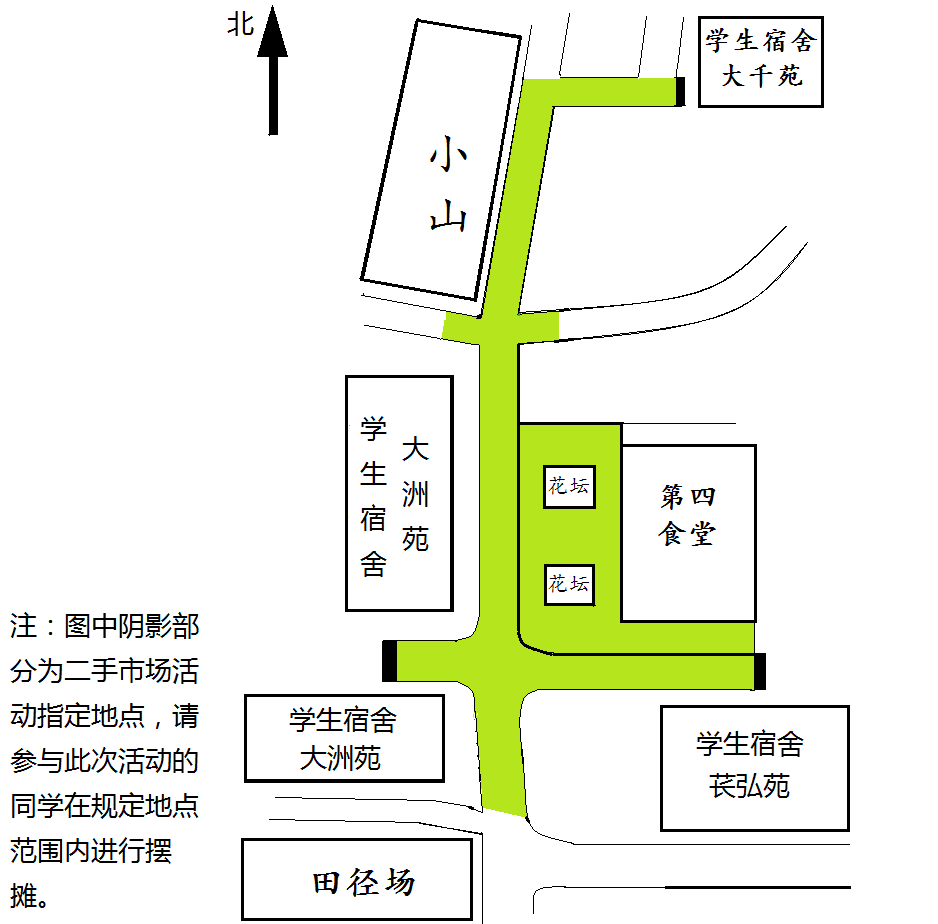 北
学生宿舍
大千苑
小
山
学生宿舍
大洲苑
花坛
第四
食堂
花坛
注：图中阴影部
分为二手市场活
动指定地点，请
参与此次活动的
同学在规定地点
范围内进行摆
摊。
学生宿舍
大洲苑
学生宿舍
苌弘苑
田径场